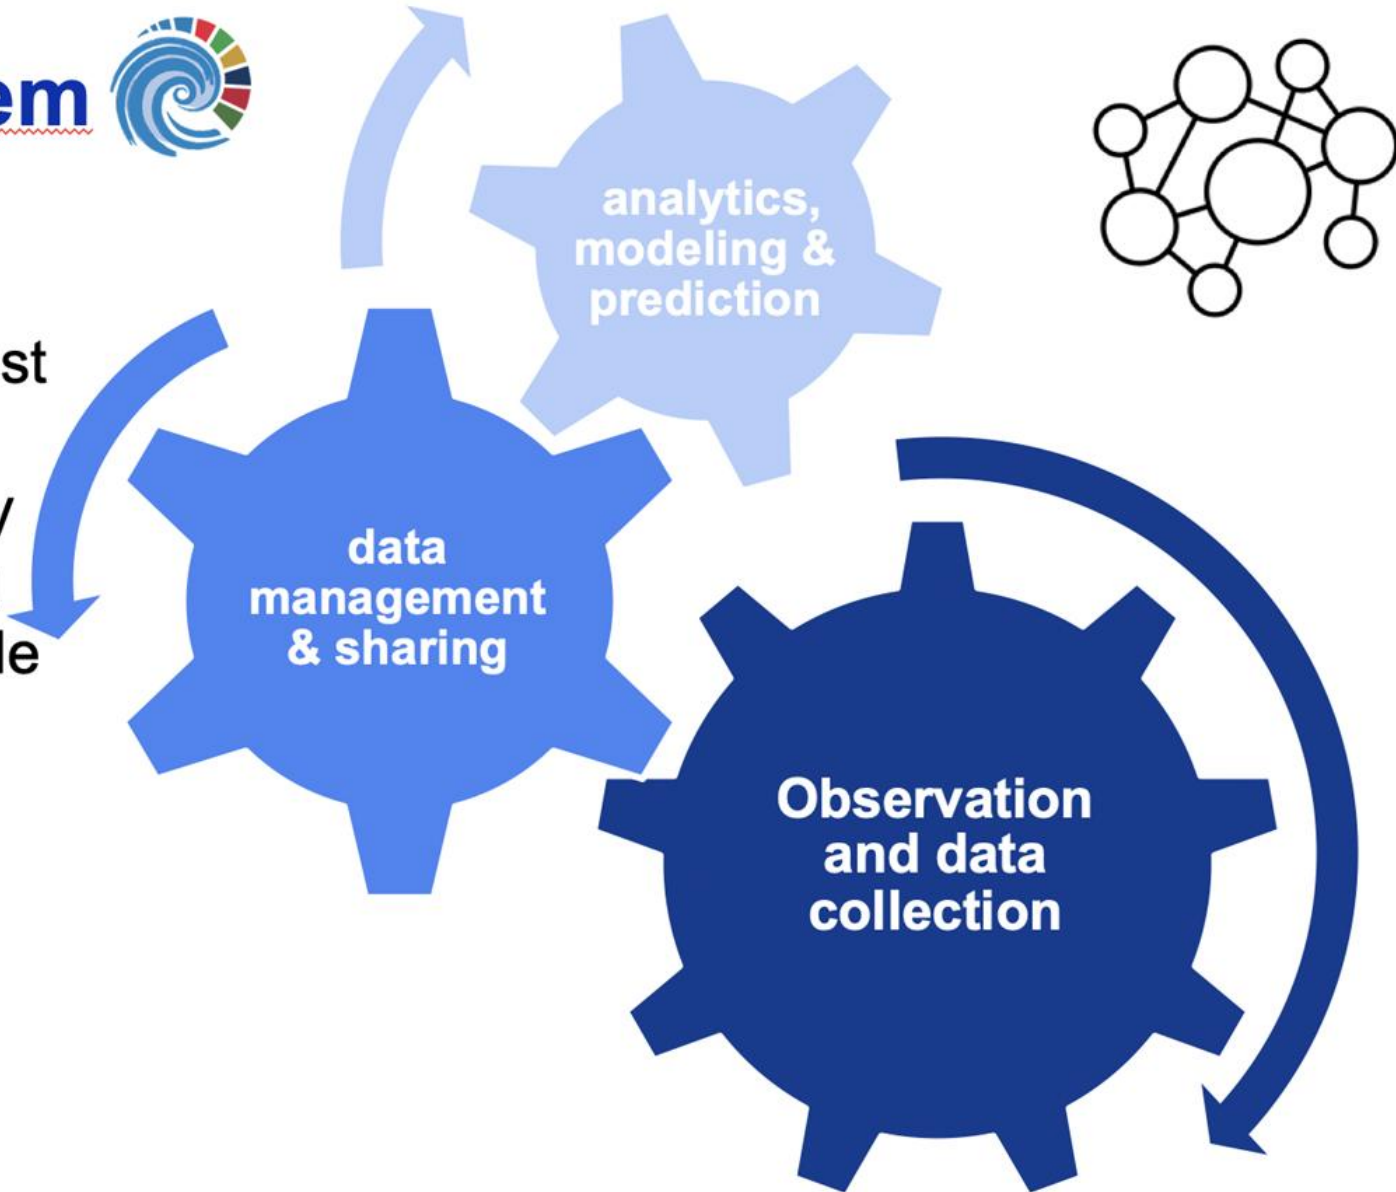 em
analytics,
modeling &
prediction
st
y
le
data
management
& sharing
Observation
and data
collection